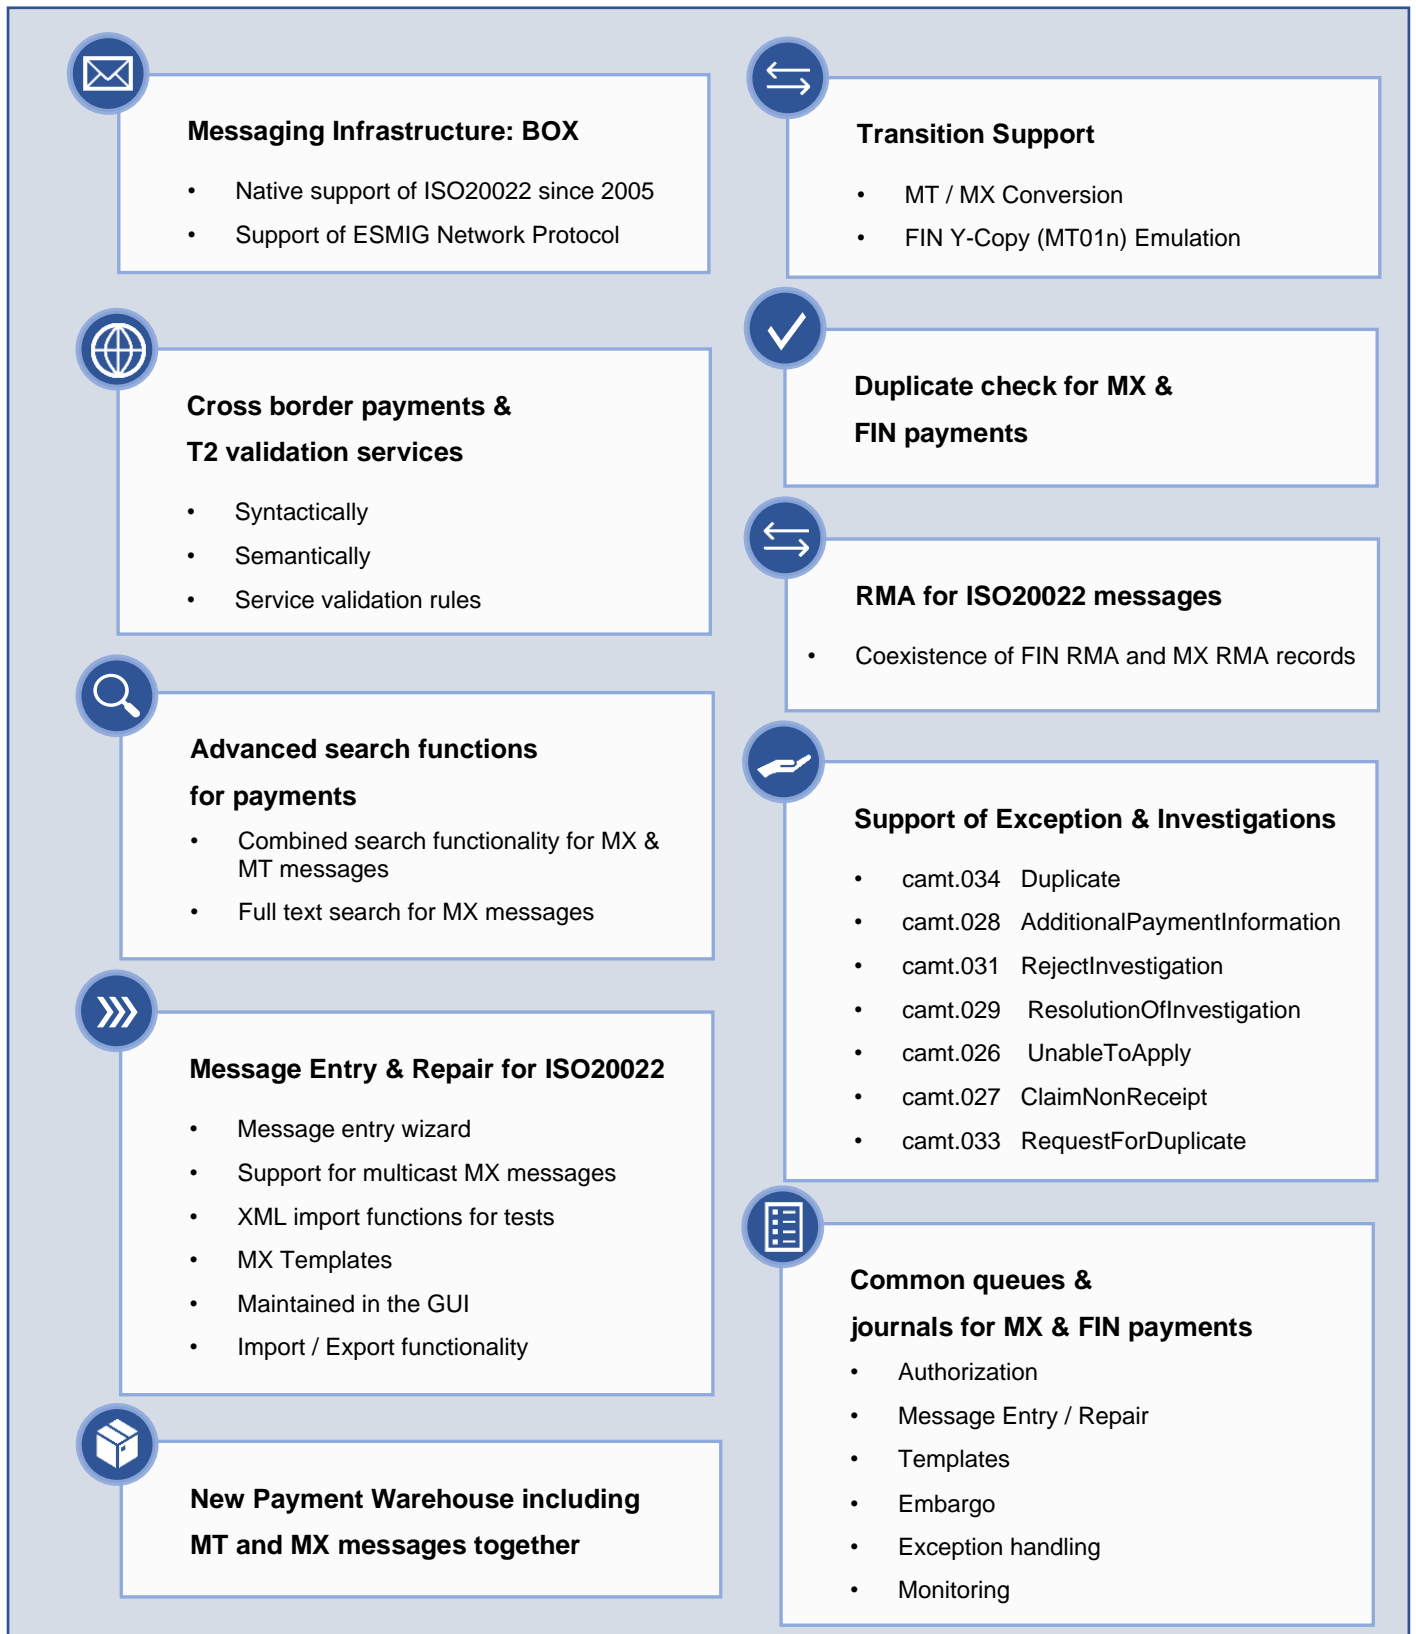 Messaging Infrastructure: BOX
• Native support of ISO20022 since 2005
• Support of ESMIG Network Protocol
Cross border payments &
T2 validation services
• Syntactically
• Semantically
• Service validation rules
Advanced search functions
for payments
• Combined search functionality for MX &
MT messages
• Full text search for MX messages
Message Entry & Repair for ISO20022
• Message entry wizard
• Support for multicast MX messages
• XML import functions for tests
• MX Templates
• Maintained in the GUI
• Import / Export functionality
New Payment Warehouse including
MT and MX messages together
Transition Support
• MT / MX Conversion
• FIN Y-Copy (MT01n) Emulation
Duplicate check for MX &
FIN payments
RMA for ISO20022 messages
• Coexistence of FIN RMA and MX RMA records
Support of Exception & Investigations
• camt.034 Duplicate
• camt.028 AdditionalPaymentInformation
• camt.031 RejectInvestigation
• camt.029 ResolutionOfInvestigation
• camt.026 UnableToApply
• camt.027 ClaimNonReceipt
• camt.033 RequestForDuplicate
Common queues &
journals for MX & FIN payments
• Authorization
• Message Entry / Repair
• Templates
• Embargo
• Exception handling
• Monitoring